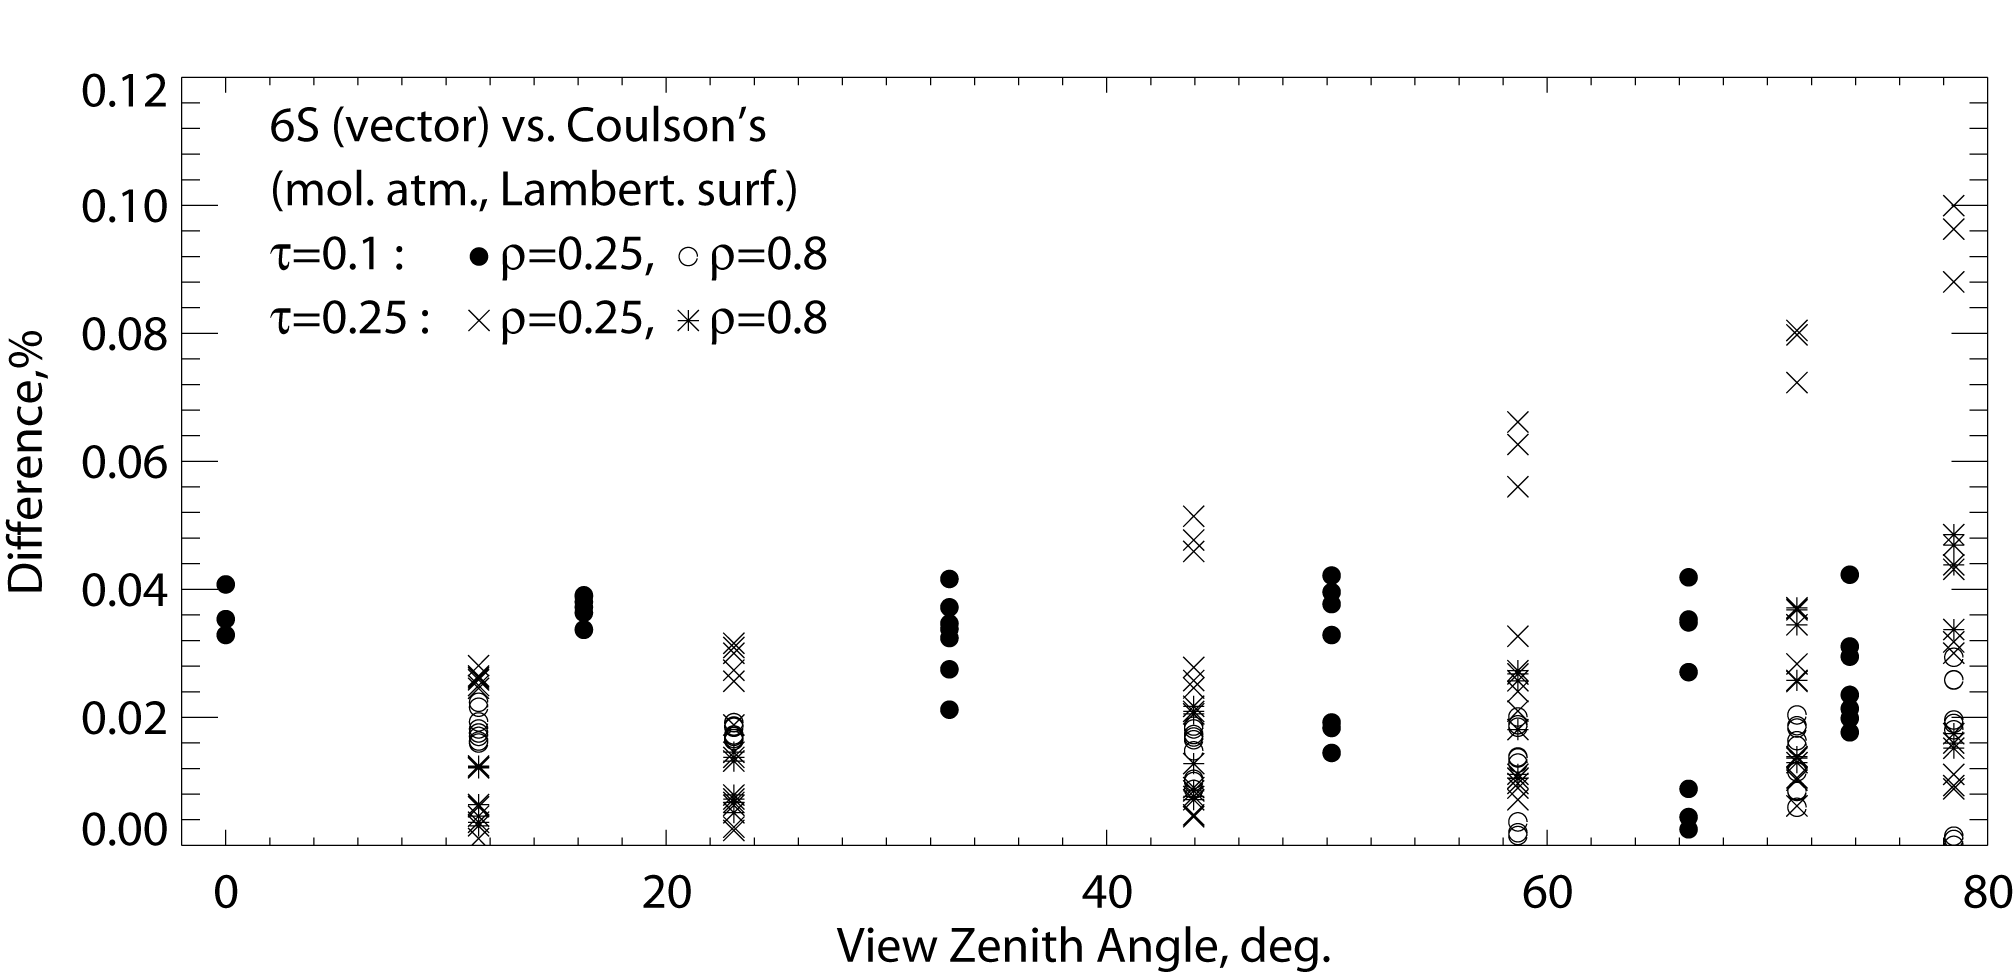 0.12
6S (vector) vs. Coulson’s
(mol. atm., Lambert. surf.)
0.10
τ=0.1 : ρ=0.25, ρ=0.8
τ=0.25 : ρ=0.25, ρ=0.8
0.08
0.06
0.04
0.02
0.00
Difference,%
0 20 40 60 80
View Zenith Angle, deg.